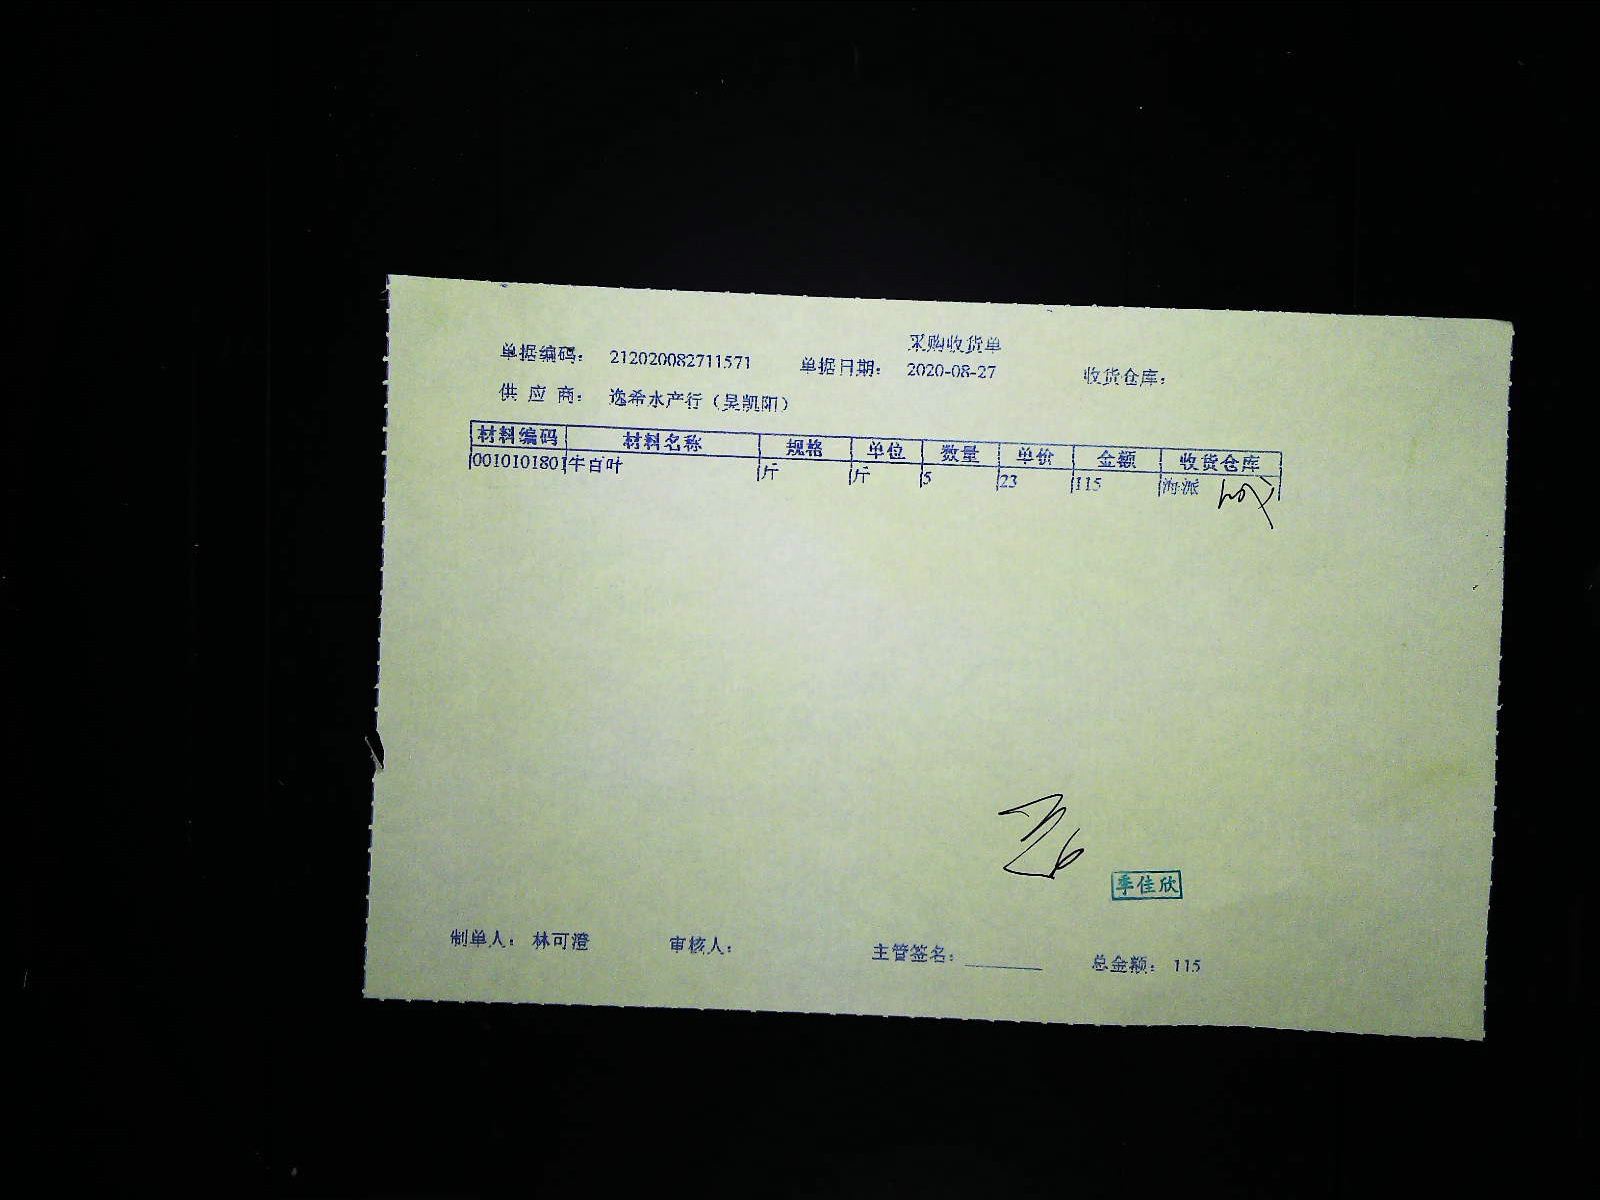 采购收货单
单据编码： 212020082711571 单据日期： 2020-08-27 收货仓库：
供 应 商： 逸希水产行（吴凯阳）
材料编码 材料名称 规格 单位 数量 单价 金额 收货仓库
0010101801 牛百叶 斤 斤 5 23 115 海派
季佳欣
制单人： 林可澄 审核人： 主管签名： 总金额： 115